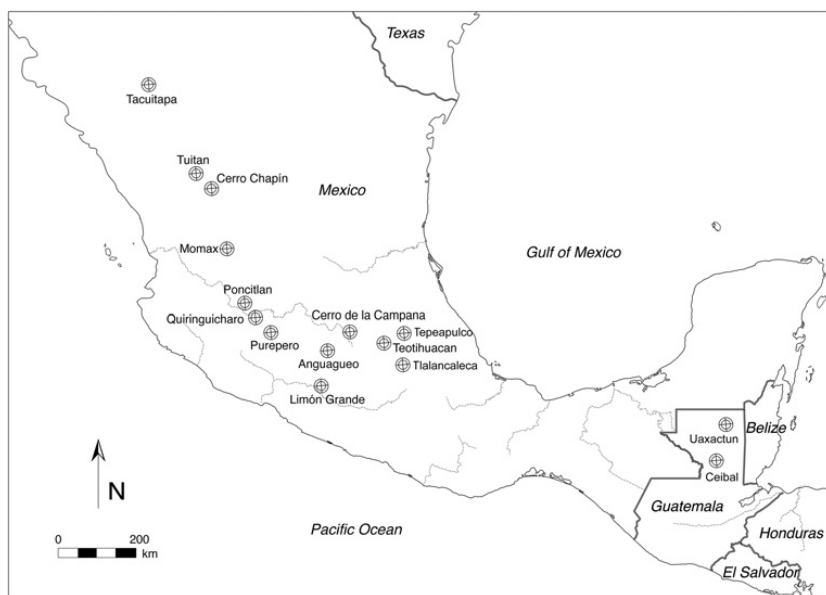 Texas
Tacuitapa
Tuitan
Cerro Chapín
Mexico
Momax
Gulf of Mexico
Poncitlan
Quiringuicharo
Cerro de la Campana
Purepero
Tepeapulco
Teotihuacan
Anguagueo
Tlalancaleca
Limón Grande
Uaxactun
Belize
Ceibal
N
Guatemala
Pacific Ocean
Honduras
0 200
km
El Salvador